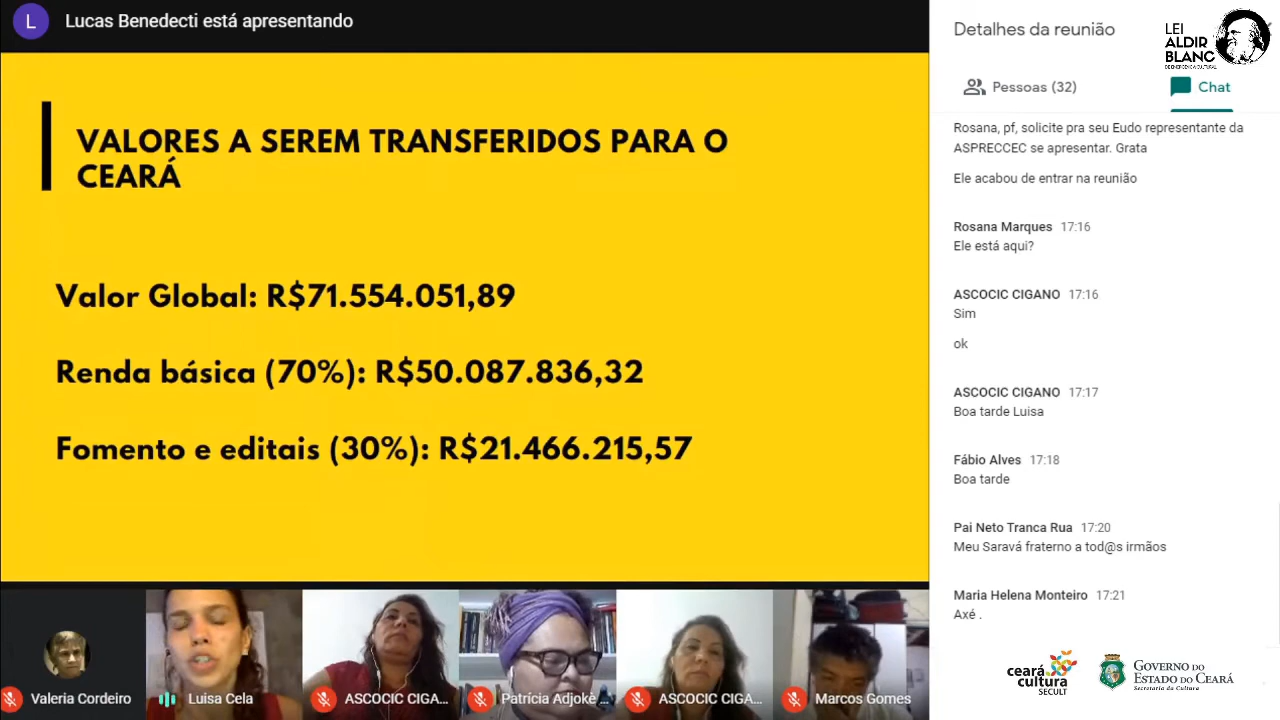 L
Lucas Benedecti está apresentando
VALORES A SEREM TRANSFERIDOS PARA O
CEARÁ
Valor Global: R$71.554.051,89
Renda básica (70%): R$50.087.836,32
Fomento e editais (30%): R$21.466.215,57
Valeria Cordeiro
Luisa Cela
ASCOCIC CIGA...
Patrícia Adjokè ...
ASCOCIC CIGA...
Marcos Gomes
Detalhes da reunião
LEI
ALDIR
BLANC
DE EMERGÊNCIA CULTURAL
Pessoas (32)
Chat
Rosana, pf, solicite pra seu Eudo representante da
ASPRECCEC se apresentar. Grata
Ele acabou de entrar na reunião
Rosana Marques 17:16
Ele está aqui?
ASCOCIC CIGANO 17:16
Sim
ok
ASCOCIC CIGANO 17:17
Boa tarde Luisa
Fábio Alves 17:18
Boa tarde
Pai Neto Tranca Rua 17:20
Meu Saravá fraterno a tod@s irmãos
Maria Helena Monteiro 17:21
Axé .
ceará
cultura
SECULT
GOVERNO DO
ESTADO DO CEARÁ
Secretaria da Cultura